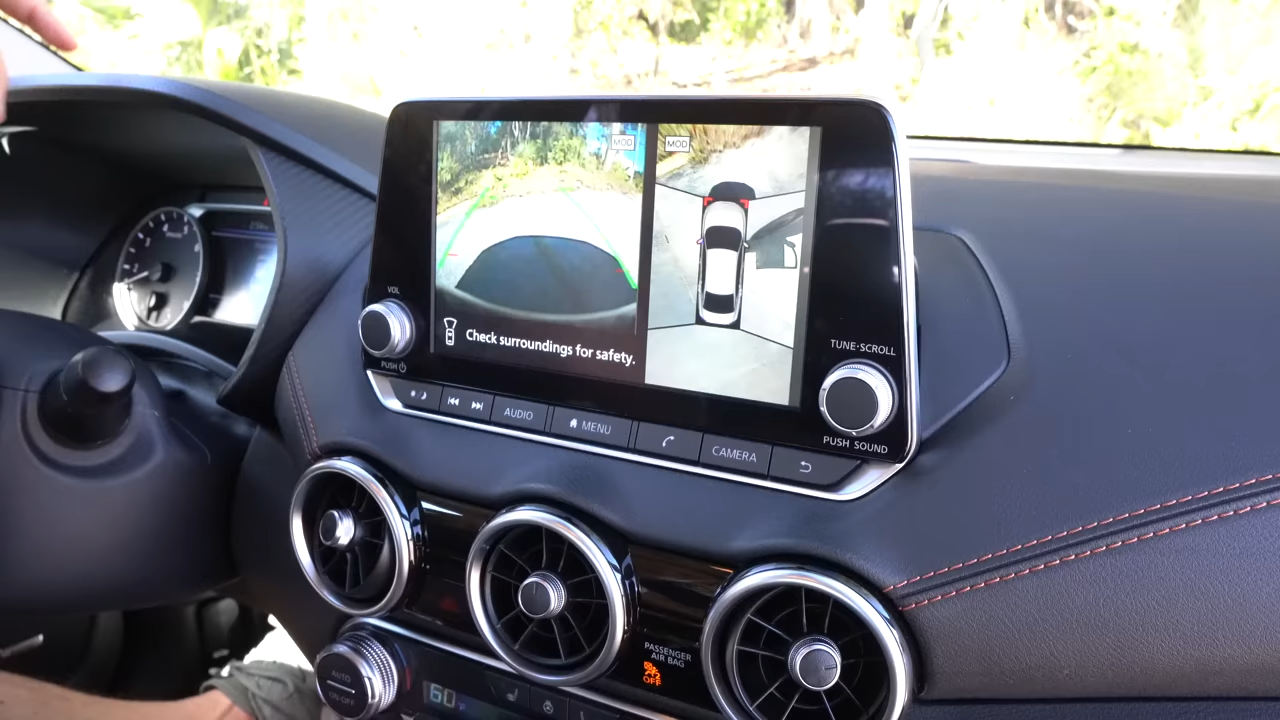 MOD
MOD
Check surroundings for safety.
VOL
PUSH
TUNE·SCROLL
PUSH SOUND
AUDIO
MENU
CAMERA
PASSENGER
AIR BAG
OFF
AUTO
ON·OFF
60